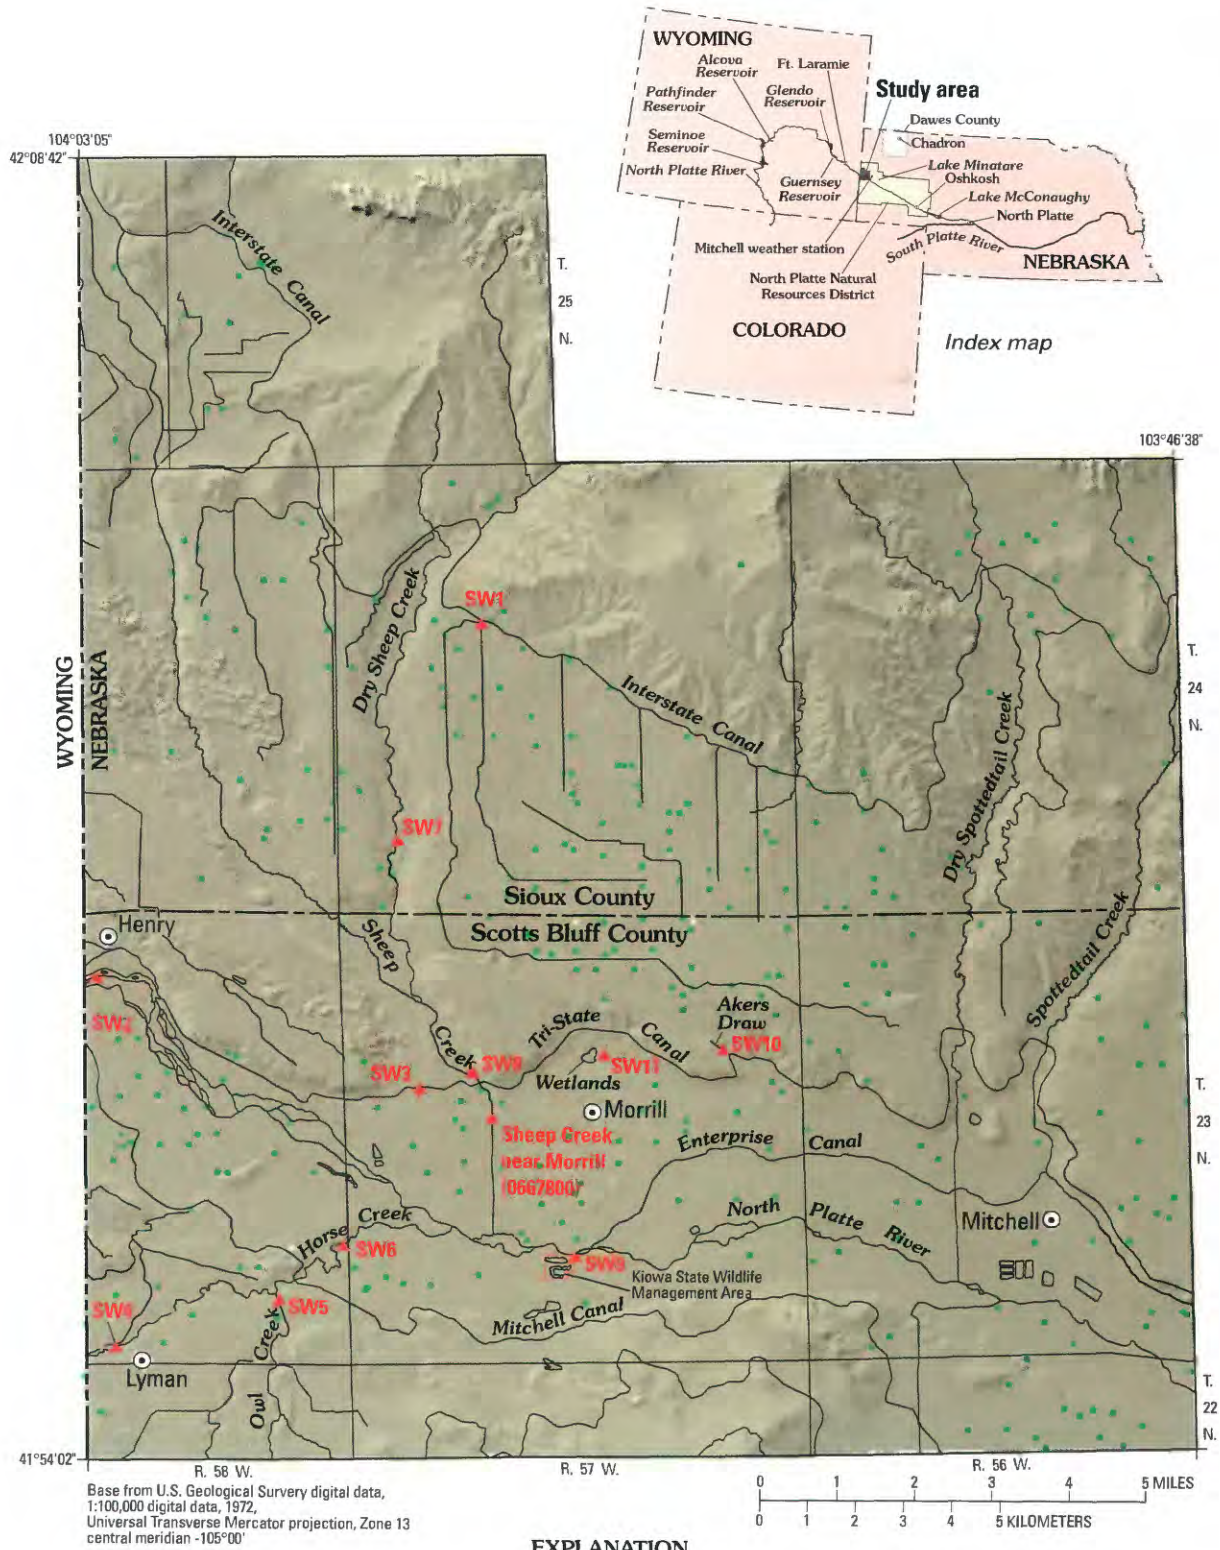 WYOMING
Alcova
Reservoir
Ft. Laramie
Pathfinder
Reservoir
Glendo
Reservoir
Study area
Dawes County
Chadron
Seminoe
Reservoir
Lake Minatare
Oshkosh
North Platte River
Guernsey
Reservoir
Lake McConaughy
North Platte
Mitchell weather station
South Platte River
NEBRASKA
North Platte Natural
Resources District
COLORADO
Index map
104°03'05"
42°08'42"
Interstate Canal
T.
25
N.
103°46'38"
Dry Sheep Creek
SW1
WYOMING
NEBRASKA
Interstate Canal
T.
24
N.
Dry Spottedtail Creek
SW7
Sioux County
Scotts Bluff County
Henry
Sheep Creek
Spottedtail Creek
SW2
Tri-State Canal
Akers
Draw
SW10
SW3
Wetlands
SW11
Morrill
T.
23
N.
Sheep Creek
near Morrill
Enterprise Canal
Horse Creek
North Platte River
Mitchell
SW6
Kiowa State Wildlife
Management Area
SW4
SW5
Mitchell Canal
Lyman
Owl Creek
T.
22
N.
41°54'02"
R. 58 W.
R. 57 W.
R. 56 W.
Base from U.S. Geological Survery digital data,
1:100,000 digital data, 1972,
Universal Transverse Mercator projection, Zone 13
central meridian -105°00'
0 1 2 3 4 5 MILES
0 1 2 3 4 5 KILOMETERS
EXPLANATION